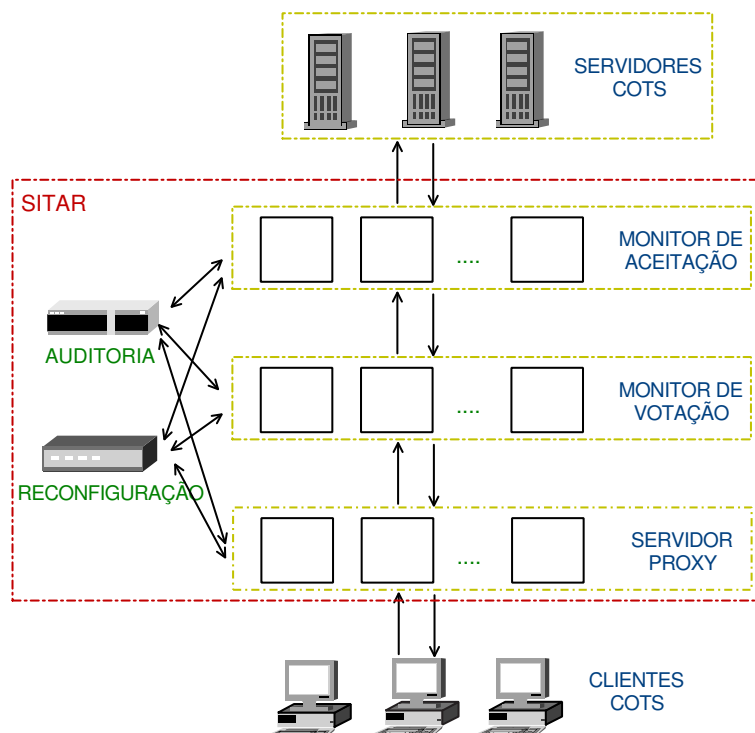 SERVIDORES
COTS
SITAR
MONITOR DE
ACEITAÇÃO
....
AUDITORIA
MONITOR DE
VOTAÇÃO
....
RECONFIGURAÇÃO
SERVIDOR
PROXY
....
CLIENTES
COTS